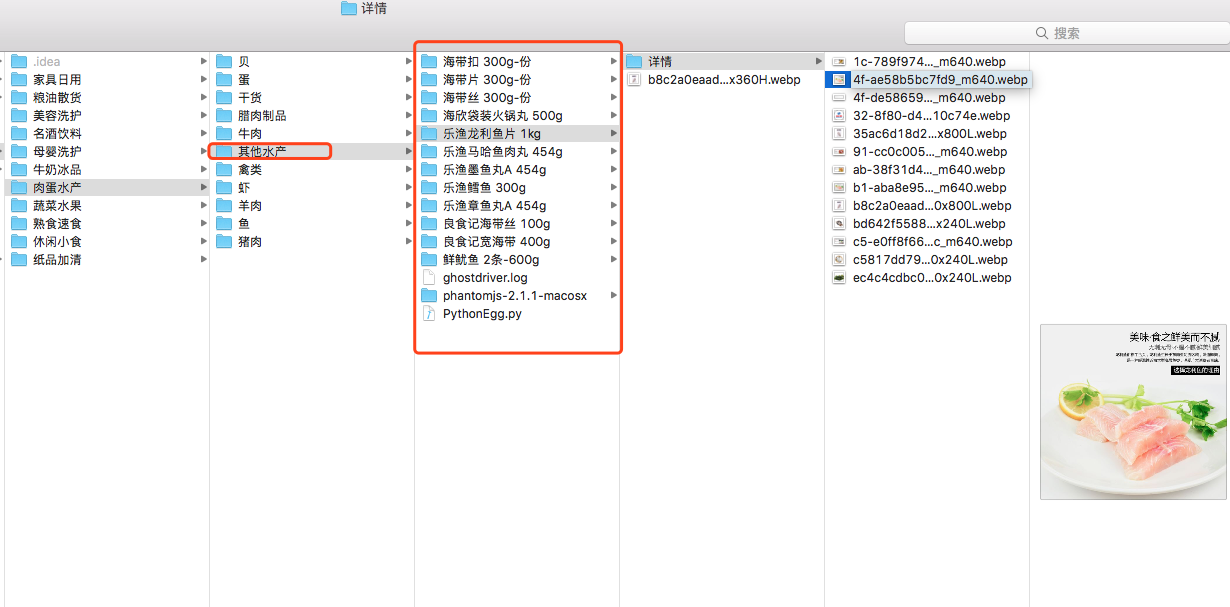 详情
搜索
.idea
家具日用
粮油散货
美容洗护
名酒饮料
母婴洗护
牛奶冰品
肉蛋水产
蔬菜水果
熟食速食
休闲小食
纸品加清
贝
蛋
干货
腊肉制品
牛肉
其他水产
禽类
虾
羊肉
鱼
猪肉
海带扣 300g-份
海带片 300g-份
海带丝 300g-份
海欣袋装火锅丸 500g
乐渔龙利鱼片 1kg
乐渔马哈鱼肉丸 454g
乐渔墨鱼丸A 454g
乐渔鳕鱼 300g
乐渔章鱼丸A 454g
良食记海带丝 100g
良食记宽海带 400g
鲜鱿鱼 2条-600g
ghostdriver.log
phantomjs-2.1.1-macosx
PythonEgg.py
详情
b8c2a0eaad...x360H.webp
1c-789f974..._m640.webp
4f-ae58b5bc7fd9_m640.webp
4f-de58659..._m640.webp
32-8f80-d4...10c74e.webp
35ac6d18d2...x800L.webp
91-cc0c005..._m640.webp
ab-38f31d4..._m640.webp
b1-aba8e95..._m640.webp
b8c2a0eaad...0x800L.webp
bd642f5588...x240L.webp
c5-e0ff8f66...c_m640.webp
c5817dd79...0x240L.webp
ec4c4cdbc0...0x240L.webp
美味·食之鲜美而不腻
选择龙利鱼的理由